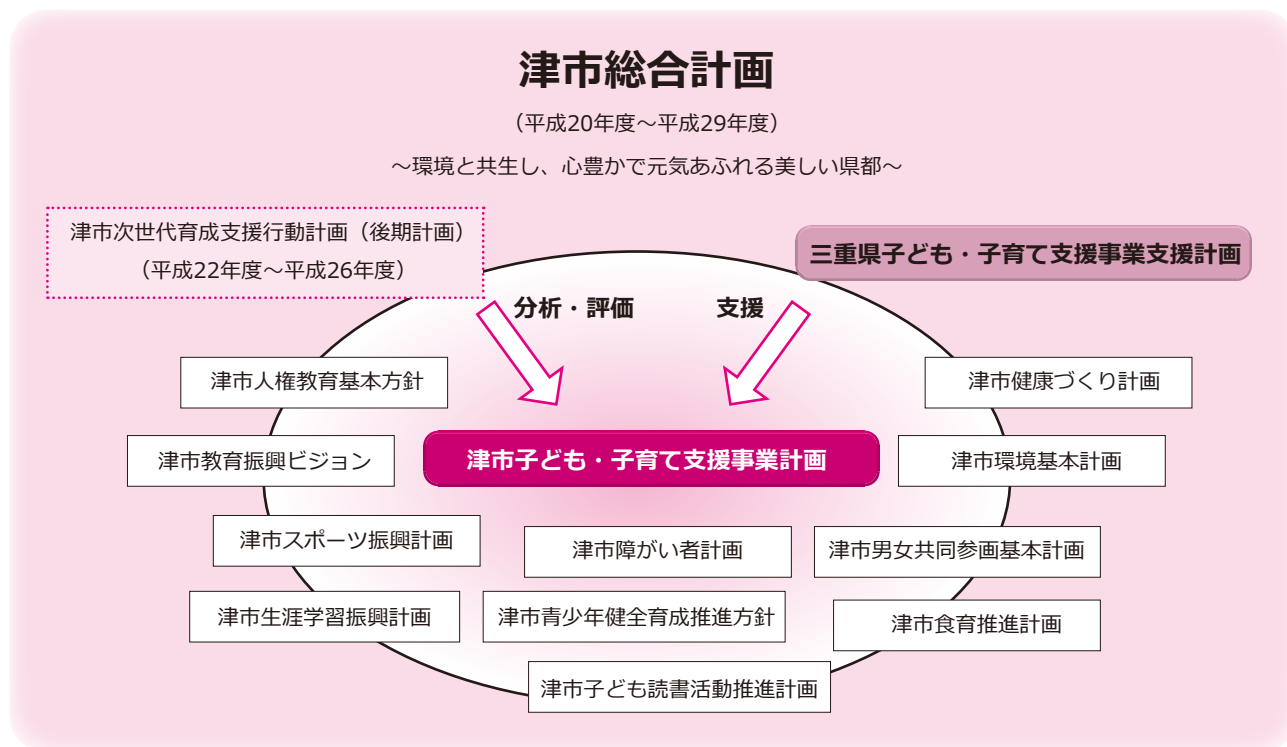 津市総合計画
（平成20年度～平成29年度）
～環境と共生し、心豊かで元気あふれる美しい県都～
津市次世代育成支援行動計画（後期計画）
（平成22年度～平成26年度）
三重県子ども・子育て支援事業支援計画
分析・評価
支援
津市人権教育基本方針
津市健康づくり計画
津市教育振興ビジョン
津市子ども・子育て支援事業計画
津市環境基本計画
津市スポーツ振興計画
津市障がい者計画
津市男女共同参画基本計画
津市生涯学習振興計画
津市青少年健全育成推進方針
津市食育推進計画
津市子ども読書活動推進計画